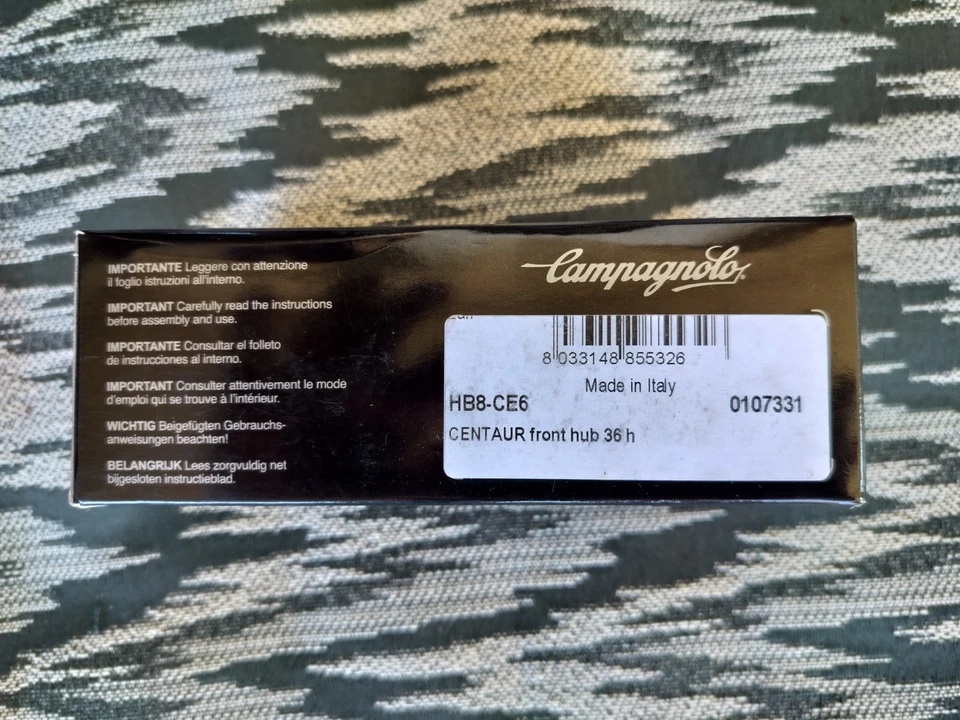 IMPORTANTE Leggere con attenzione
il foglio istruzioni all'interno.
IMPORTANT Carefully read the instructions
before assembly and use.
IMPORTANTE Consultar el folleto
de instrucciones al interno.
IMPORTANT Consulter attentivement le mode
d'emploi qui se trouve à l'intérieur.
WICHTIG Beigefügten Gebrauchs-
anweisungen beachten!
BELANGRIJK Lees zorgvuldig net
bijgesloten instructieblad.
Campagnolo
8 033148 855326
Made in Italy
HB8-CE6 0107331
CENTAUR front hub 36 h